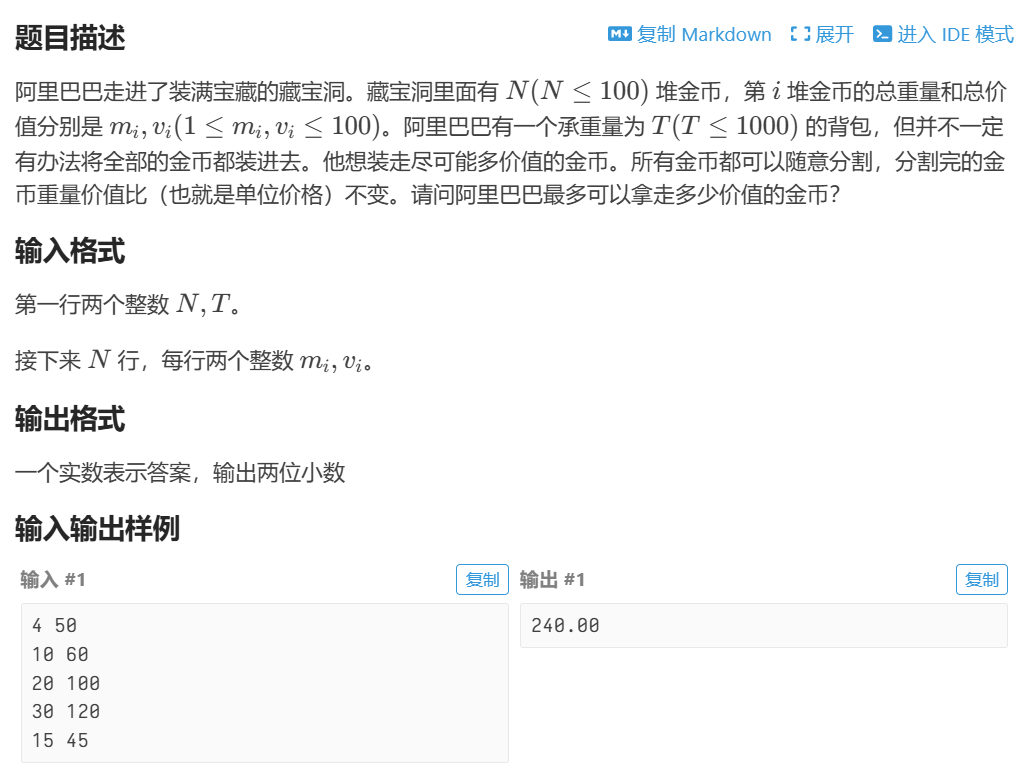 题目描述
复制 Markdown 展开 进入 IDE 模式
阿里巴巴走进了装满宝藏的藏宝洞。藏宝洞里面有 N(N ≤ 100) 堆金币，第 i 堆金币的总重量和总价
值分别是 mᵢ, vᵢ(1 ≤ mᵢ, vᵢ ≤ 100)。阿里巴巴有一个承重量为 T(T ≤ 1000) 的背包，但并不一定
有办法将全部的金币都装进去。他想装走尽可能多价值的金币。所有金币都可以随意分割，分割完的金
币重量价值比（也就是单位价格）不变。请问阿里巴巴最多可以拿走多少价值的金币？
输入格式
第一行两个整数 N, T。
接下来 N 行，每行两个整数 mᵢ, vᵢ。
输出格式
一个实数表示答案，输出两位小数
输入输出样例
输入 #1 复制
4 50
10 60
20 100
30 120
15 45
输出 #1 复制
240.00